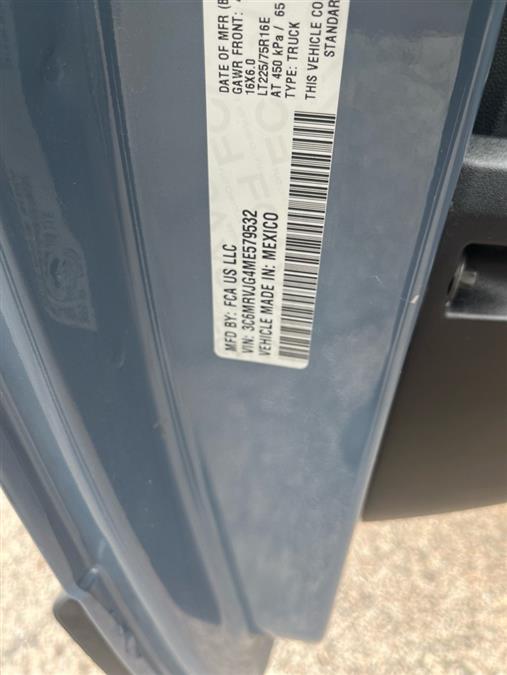 MFD BY: FCA US LLC
DATE OF MFR (B
GAWR FRONT:
16X6.0
LT225/75R16E
AT 450 kPa / 65
VIN: 3C6MRVJG4ME579532
TYPE: TRUCK
VEHICLE MADE IN: MEXICO
THIS VEHICLE CO
STANDAR